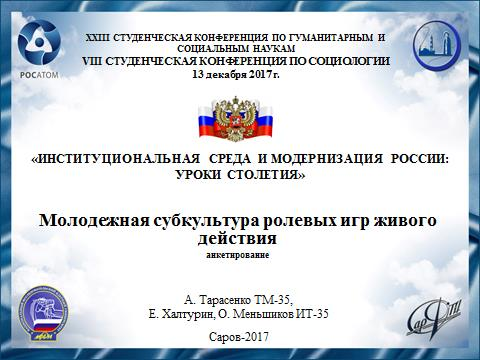 XXIII СТУДЕНЧЕСКАЯ КОНФЕРЕНЦИЯ ПО ГУМАНИТАРНЫМ И
СОЦИАЛЬНЫМ НАУКАМ
VIII СТУДЕНЧЕСКАЯ КОНФЕРЕНЦИЯ ПО СОЦИОЛОГИИ
13 декабря 2017 г.
РОСАТОМ
«ИНСТИТУЦИОНАЛЬНАЯ СРЕДА И МОДЕРНИЗАЦИЯ РОССИИ:
УРОКИ СТОЛЕТИЯ»
Молодежная субкультура ролевых игр живого
действия
анкетирование
А. Тарасенко ТМ-35,
Е. Халтурин, О. Меньшиков ИТ-35
Саров-2017
СарФТИ